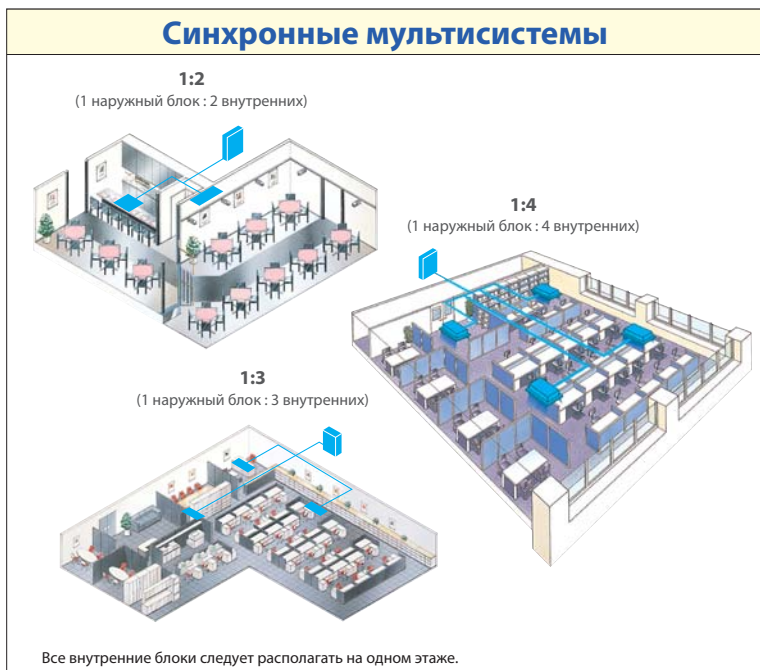 Синхронные мультисистемы
1:2
(1 наружный блок : 2 внутренних)
1:4
(1 наружный блок : 4 внутренних)
1:3
(1 наружный блок : 3 внутренних)
Все внутренние блоки следует располагать на одном этаже.